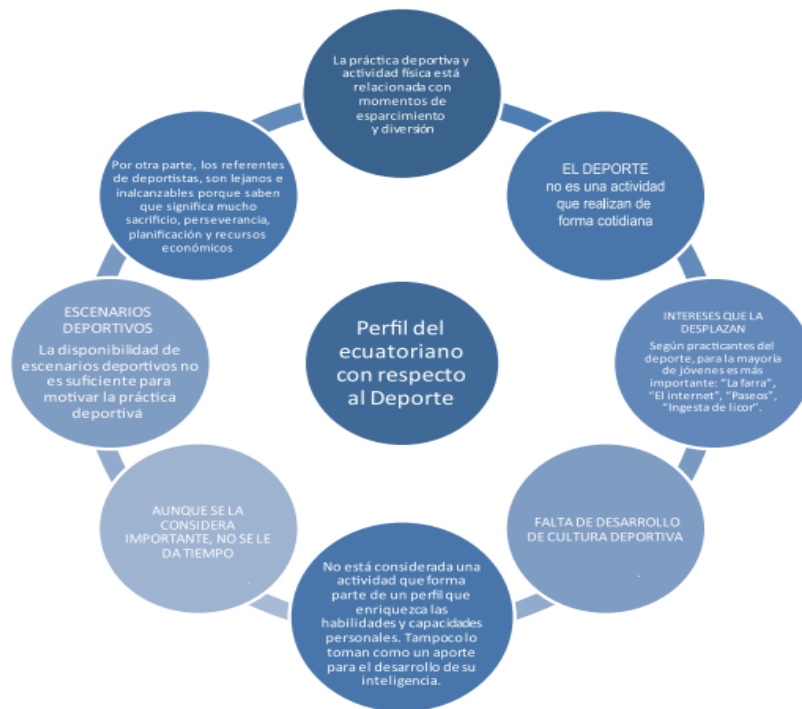 La práctica deportiva y
actividad física está
relacionada con
momentos de
esparcimiento
y diversión
EL DEPORTE
no es una actividad
que realizan de
forma cotidiana
INTERESES QUE LA
DESPLAZAN
Según practicantes del
deporte, para la mayoría
de jóvenes es más
importante: "La farra",
"El internet", "Paseos",
"Ingesta de licor".
FALTA DE DESARROLLO
DE CULTURA DEPORTIVA
.
No está considerada una
actividad que forma
parte de un perfil que
enriquezca las
habilidades y capacidades
personales. Tampoco lo
toman como un aporte
para el desarrollo de su
inteligencia.
AUNQUE SE LA
CONSIDERA
IMPORTANTE, NO SE LE
DA TIEMPO
.
ESCENARIOS
DEPORTIVOS
La disponibilidad de
escenarios deportivos no
es suficiente para
motivar la práctica
deportiva
Por otra parte, los referentes
de deportistas, son lejanos e
inalcanzables porque saben
que significa mucho
sacrificio, perseverancia,
planificación y recursos
económicos
Perfil del
ecuatoriano
con respecto
al Deporte